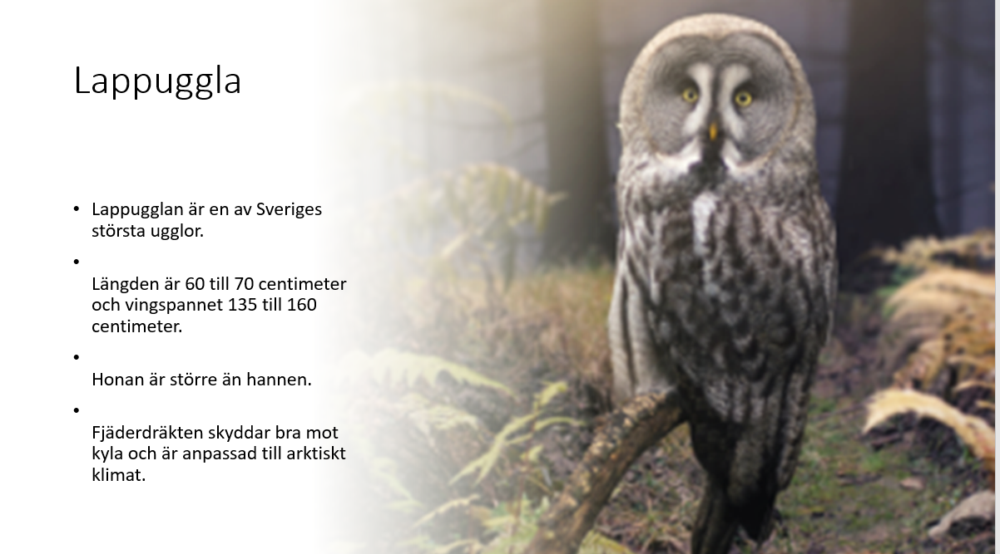 Lappuggla
• Lappugglan är en av Sveriges
största ugglor.
•
Längden är 60 till 70 centimeter
och vingspannet 135 till 160
centimeter.
•
Honan är större än hannen.
•
Fjäderdräkten skyddar bra mot
kyla och är anpassad till arktiskt
klimat.